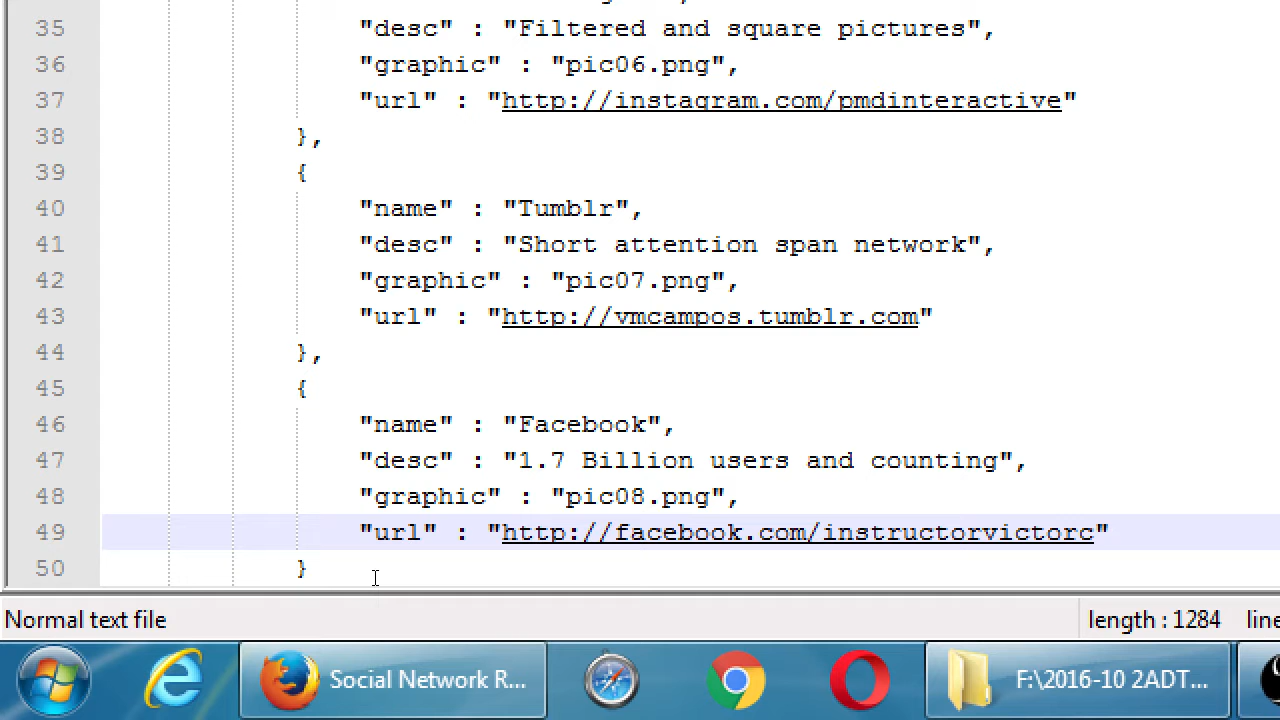 35 "desc" : "Filtered and square pictures",
36 "graphic" : "pic06.png",
37 "url" : "http://instagram.com/pmdinteractive"
38 },
39 {
40 "name" : "Tumblr",
41 "desc" : "Short attention span network",
42 "graphic" : "pic07.png",
43 "url" : "http://vmcampos.tumblr.com"
44 },
45 {
46 "name" : "Facebook",
47 "desc" : "1.7 Billion users and counting",
48 "graphic" : "pic08.png",
49 "url" : "http://facebook.com/instructorvictorc"
50 }
Normal text file length : 1284 line
Social Network R... F:\2016-10 2ADT...